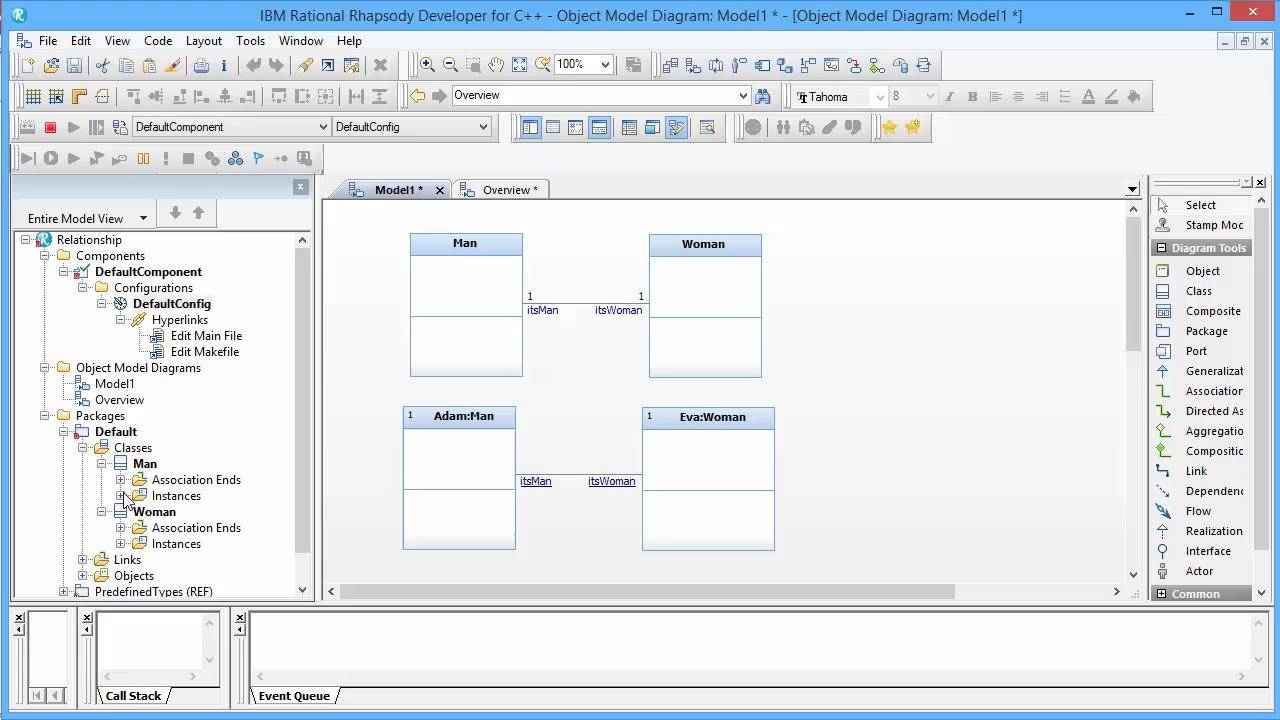 IBM Rational Rhapsody Developer for C++ - Object Model Diagram: Model1 * - [Object Model Diagram: Model1 *]
File Edit View Code Layout Tools Window Help
100%
Overview
Tahoma 8
DefaultComponent DefaultConfig
Entire Model View
Relationship
Components
DefaultComponent
Configurations
DefaultConfig
Hyperlinks
Edit Main File
Edit Makefile
Object Model Diagrams
Model1
Overview
Packages
Default
Classes
Man
Association Ends
Instances
Woman
Association Ends
Instances
Links
Objects
PredefinedTypes (REF)
Model1 * Overview *
Man Woman
1 1
itsMan itsWoman
1 Adam:Man 1 Eva:Woman
itsMan itsWoman
Select
Stamp Moc
Diagram Tools
Object
Class
Composite
Package
Port
Generalizat
Association
Directed As
Aggregatio
Compositic
Link
Dependenc
Flow
Realization
Interface
Actor
Common
Call Stack
Event Queue